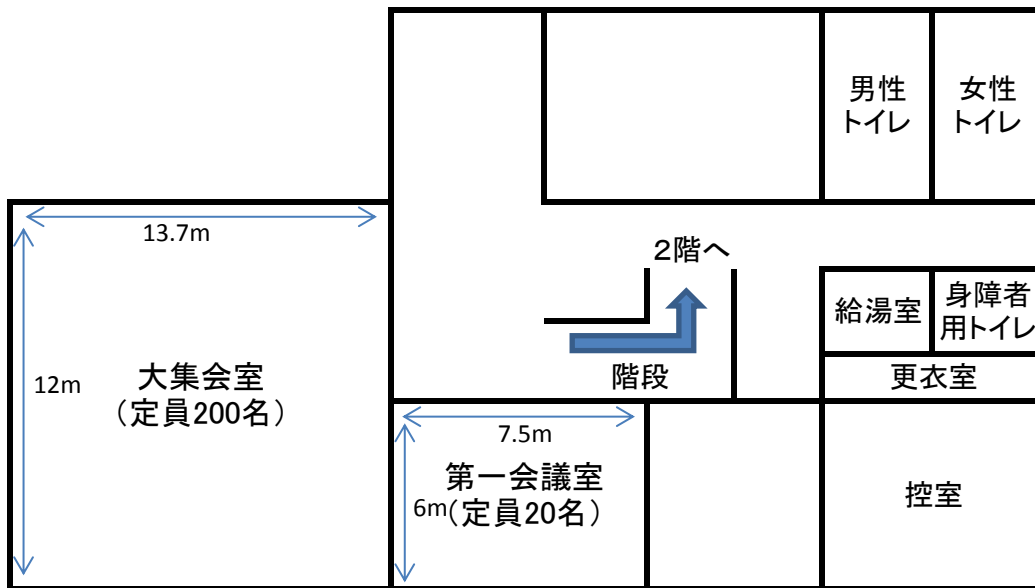 男性
トイレ
女性
トイレ
13.7m
2階へ
給湯室
身障者
用トイレ
12m
大集会室
(定員200名)
階段
更衣室
7.5m
第一会議室
6m
(定員20名)
控室